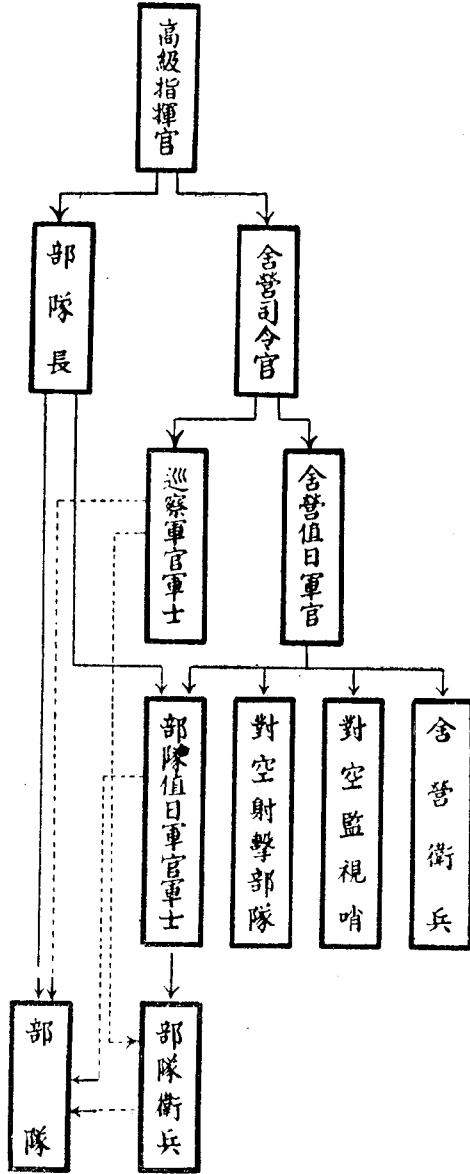 高級指揮官
舍營司令官
部隊長
舍營值日軍官
巡察軍官軍士
舍營衛兵
對空監視哨
對空射擊部隊
部隊值日軍官軍士
部隊衛兵
部隊